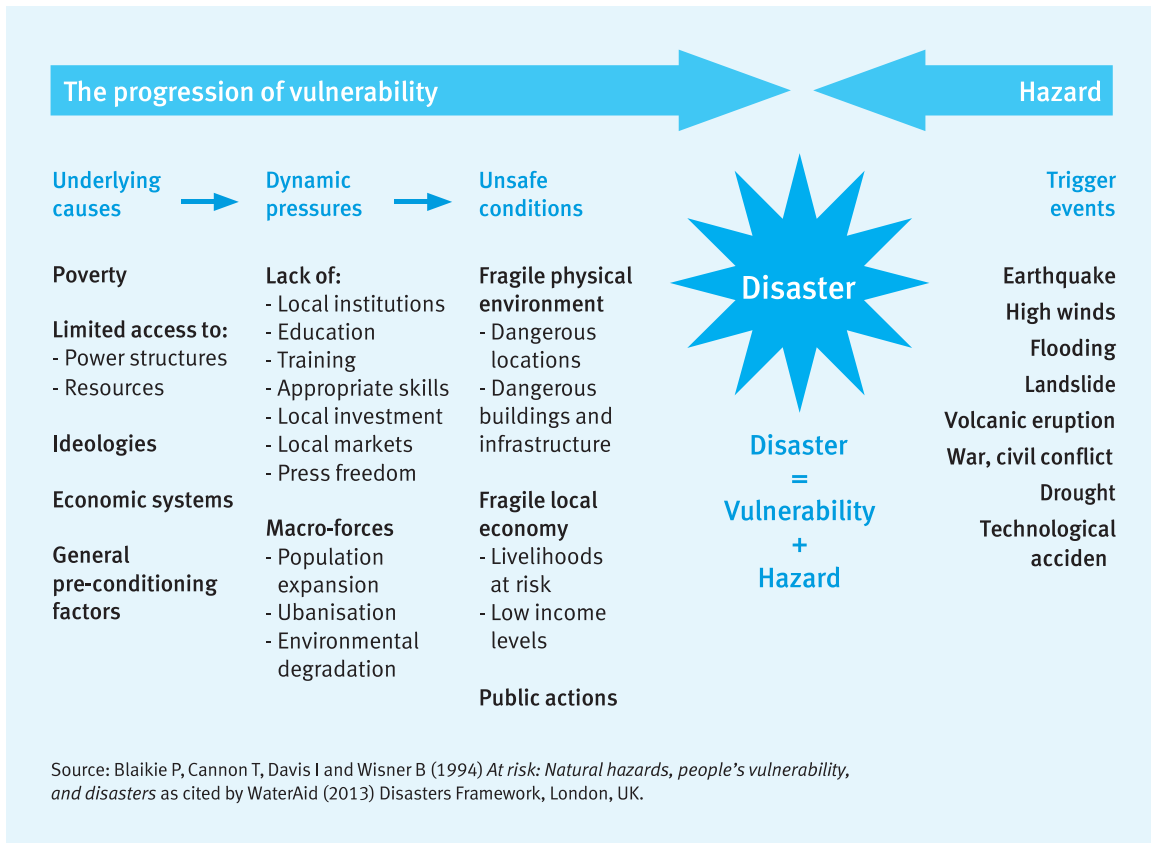 The progression of vulnerability
Hazard
Underlying
causes
Dynamic
pressures
Unsafe
conditions
Trigger
events
Poverty
Limited access to:
- Power structures
- Resources
Ideologies
Economic systems
General
pre-conditioning
factors
Lack of:
- Local institutions
- Education
- Training
- Appropriate skills
- Local investment
- Local markets
- Press freedom
Macro-forces
- Population
expansion
- Ubanisation
- Environmental
degradation
Fragile physical
environment
- Dangerous
locations
- Dangerous
buildings and
infrastructure
Fragile local
economy
- Livelihoods
at risk
- Low income
levels
Public actions
Disaster
Disaster
=
Vulnerability
+
Hazard
Earthquake
High winds
Flooding
Landslide
Volcanic eruption
War, civil conflict
Drought
Technological
acciden
Source: Blaikie P, Cannon T, Davis I and Wisner B (1994) At risk: Natural hazards, people’s vulnerability,
and disasters as cited by WaterAid (2013) Disasters Framework, London, UK.